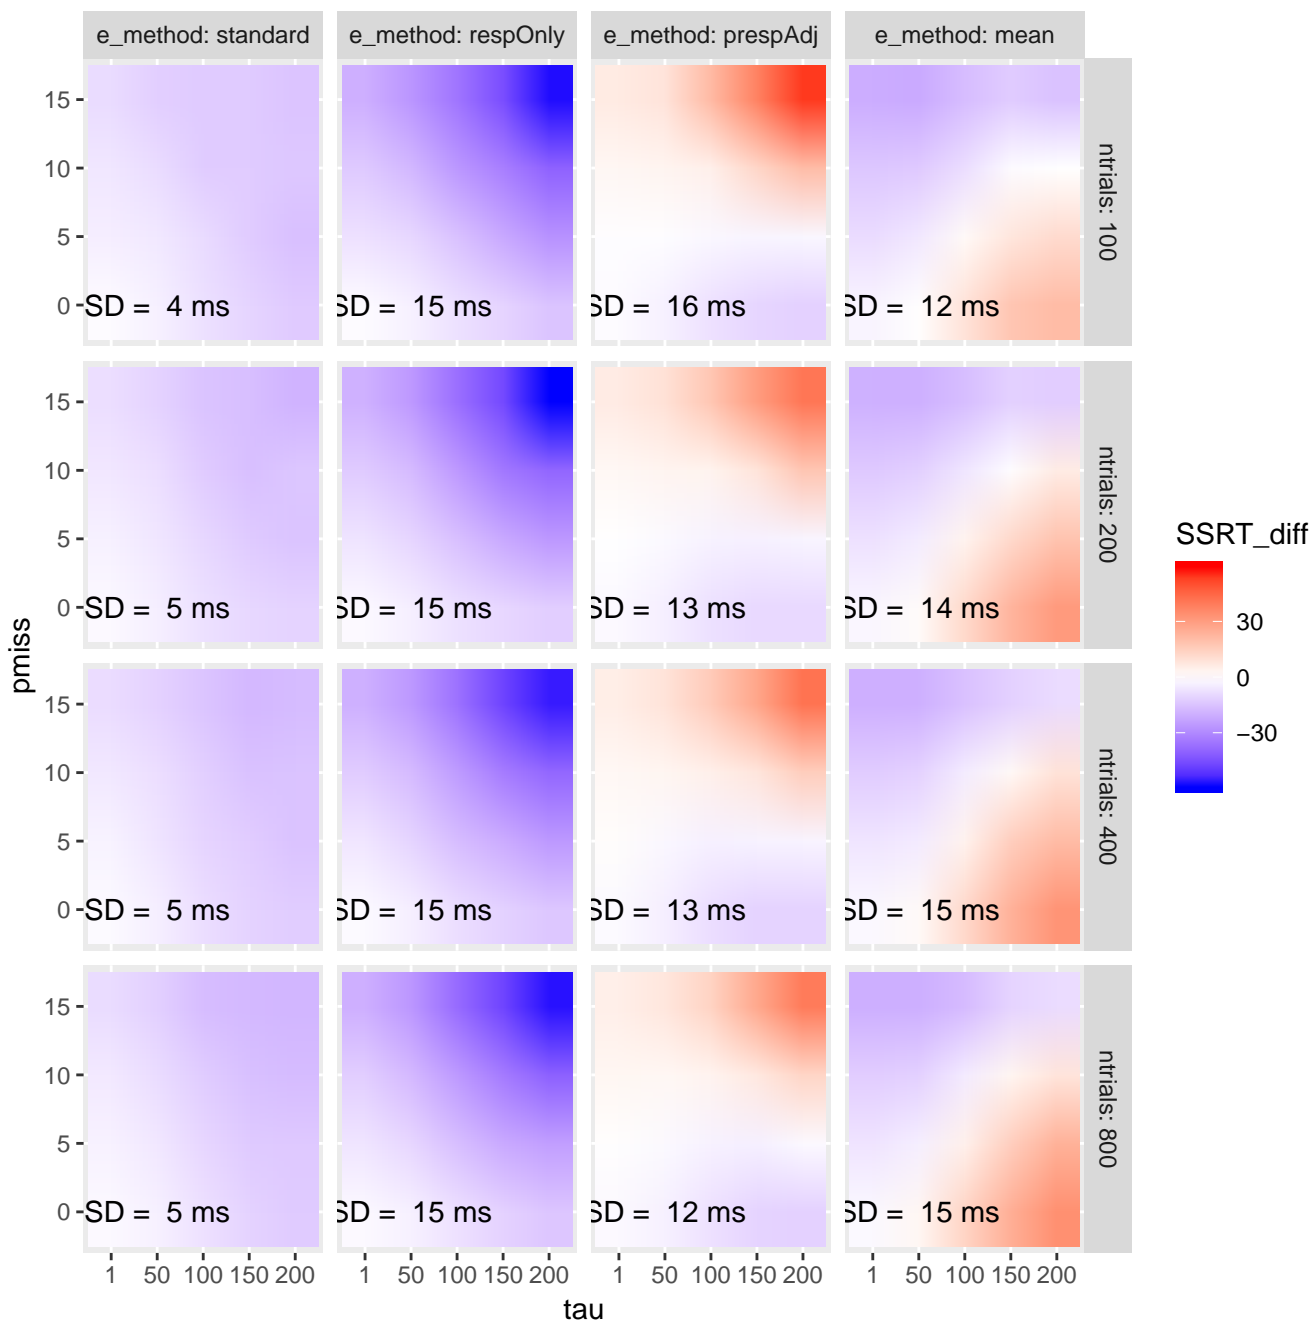 e_method: standard e_method: respOnly e_method: prespAdj e_method: mean
15
10
5
0
SD = 4 ms SD = 15 ms SD = 16 ms SD = 12 ms
ntrials: 100
15
10
5
0
SD = 5 ms SD = 15 ms SD = 13 ms SD = 14 ms
ntrials: 200
15
10
5
0
SD = 5 ms SD = 15 ms SD = 13 ms SD = 15 ms
ntrials: 400
15
10
5
0
SD = 5 ms SD = 15 ms SD = 12 ms SD = 15 ms
ntrials: 800
1 50 100 150 200 1 50 100 150 200 1 50 100 150 200 1 50 100 150 200
tau
pmiss
SSRT_diff
30
0
−30